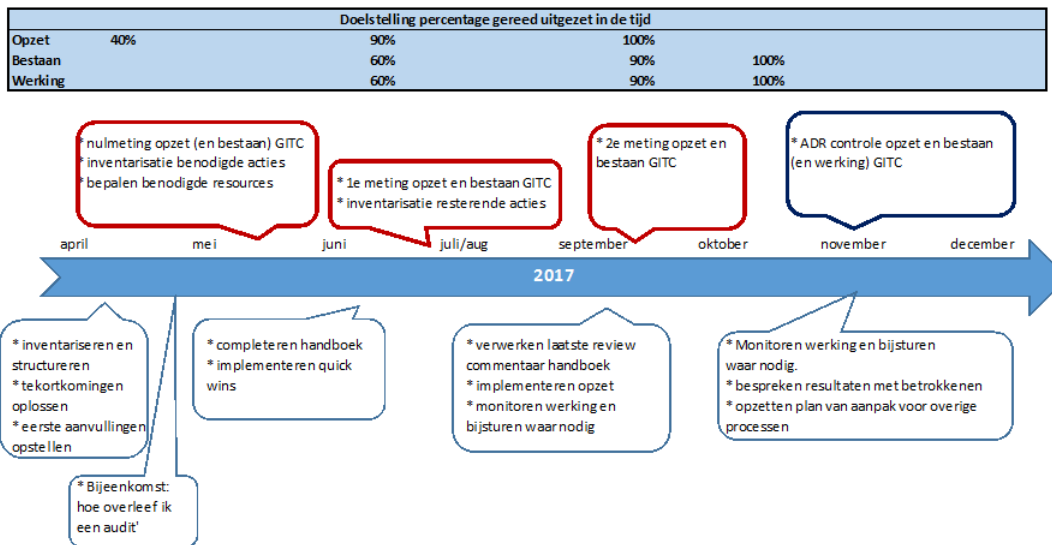 Doelstelling percentage gereed uitgezet in de tijd
Opzet 40% 90% 100%
Bestaan 60% 90% 100%
Werking 60% 90% 100%
* nulmeting opzet (en bestaan) GITC
* inventarisatie benodigde acties
* bepalen benodigde resources
* 1e meting opzet en bestaan GITC
* inventarisatie resterende acties
* 2e meting opzet en
bestaan GITC
* ADR controle opzet en bestaan
(en werking) GITC
april mei juni juli/aug september oktober november december
2017
* inventariseren en
structureren
* tekortkomingen
oplossen
* eerste aanvullingen
opstellen
* Bijeenkomst:
hoe overleef ik
een audit'
* completeren handboek
* implementeren quick
wins
* verwerken laatste review
commentaar handboek
* implementeren opzet
* monitoren werking en
bijsturen waar nodig
* Monitoren werking en bijsturen
waar nodig.
* bespreken resultaten met betrokkenen
* opzetten plan van aanpak voor overige
processen